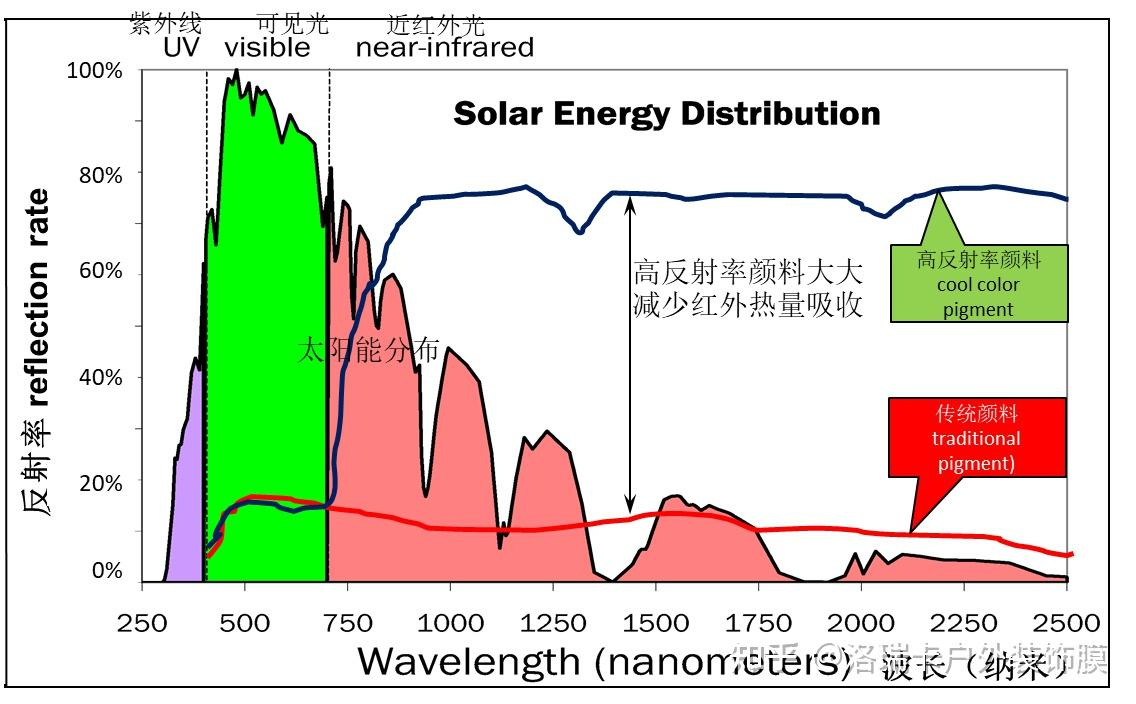 紫外线 可见光 近红外光
UV visible near-infrared
Solar Energy Distribution
反射率 reflection rate
100%
80%
60%
40%
20%
0%
高反射率颜料大大
减少红外热量吸收
高反射率颜料
cool color
pigment
太阳能分布
传统颜料
traditional
pigment)
250 500 750 1000 1250 1500 1750 2000 2250 2500
Wavelength (nanometers) 波长（纳米）
知乎 @洛瑞卡户外装饰膜